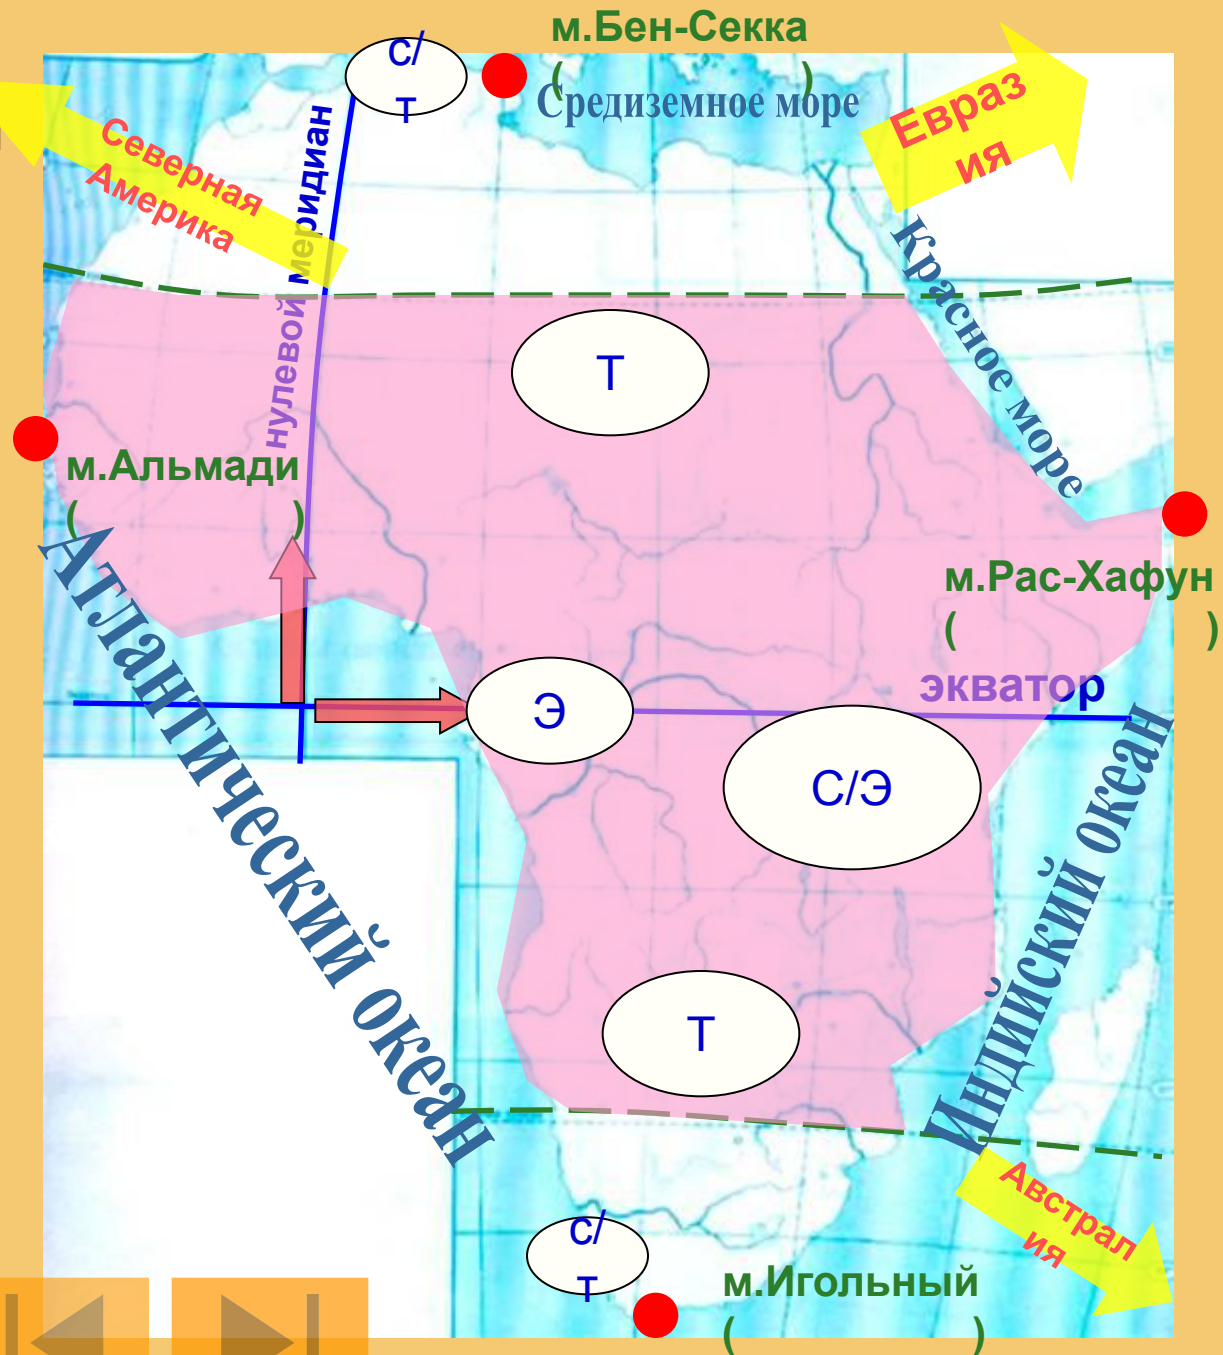 м.Бен-Секка
(                    )
с/
т
Средиземное море
Евраз
ия
Северная
Америка
нулевой меридиан
Красное море
Т
м.Альмади
(                    )
м.Рас-Хафун
(                    )
Атлантический океан
экватор
Э
С/Э
Индийский океан
Т
Австрал
ия
с/
т
м.Игольный
(                    )